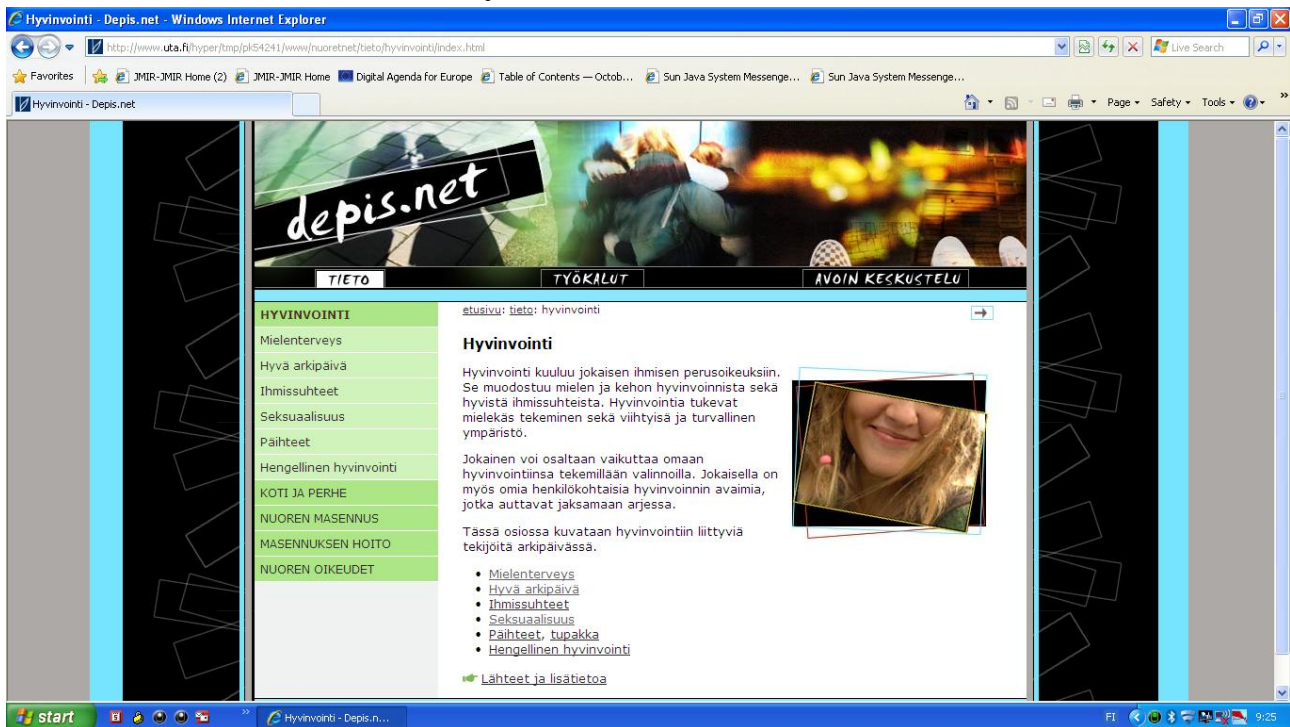 Hyvinvointi - Depis.net - Windows Internet Explorer
http://www.uta.fi/hyper/tmp/pk54241/www/nuoretnet/tieto/hyvinvointi/index.html
Live Search
Favorites JMIR-JMIR Home (2) JMIR-JMIR Home Digital Agenda for Europe Table of Contents — Octob... Sun Java System Messenge... Sun Java System Messenge...
Hyvinvointi - Depis.net
Page Safety Tools
depis.net
TIETO TYÖKALUT AVOIN KESKUSTELU
HYVINVOINTI
Mielenterveys
Hyvä arkipäivä
Ihmissuhteet
Seksuaalisuus
Päihteet
Hengellinen hyvinvointi
KOTI JA PERHE
NUOREN MASENNUS
MASENNUKSEN HOITO
NUOREN OIKEUDET
etusivu: tieto: hyvinvointi
Hyvinvointi
Hyvinvointi kuuluu jokaisen ihmisen perusoikeuksiin.
Se muodostuu mielen ja kehon hyvinvoinnista sekä
hyvistä ihmissuhteista. Hyvinvointia tukevat
mielekäs tekeminen sekä viihtyisä ja turvallinen
ympäristö.
Jokainen voi osaltaan vaikuttaa omaan
hyvinvointiinsa tekemillään valinnoilla. Jokaisella on
myös omia henkilökohtaisia hyvinvoinnin avaimia,
jotka auttavat jaksamaan arjessa.
Tässä osiossa kuvataan hyvinvointiin liittyviä
tekijöitä arkipäivässä.
• Mielenterveys
• Hyvä arkipäivä
• Ihmissuhteet
• Seksuaalisuus
• Päihteet, tupakka
• Hengellinen hyvinvointi
Lähteet ja lisätietoa
start
Hyvinvointi - Depis.n...
FI 9:25